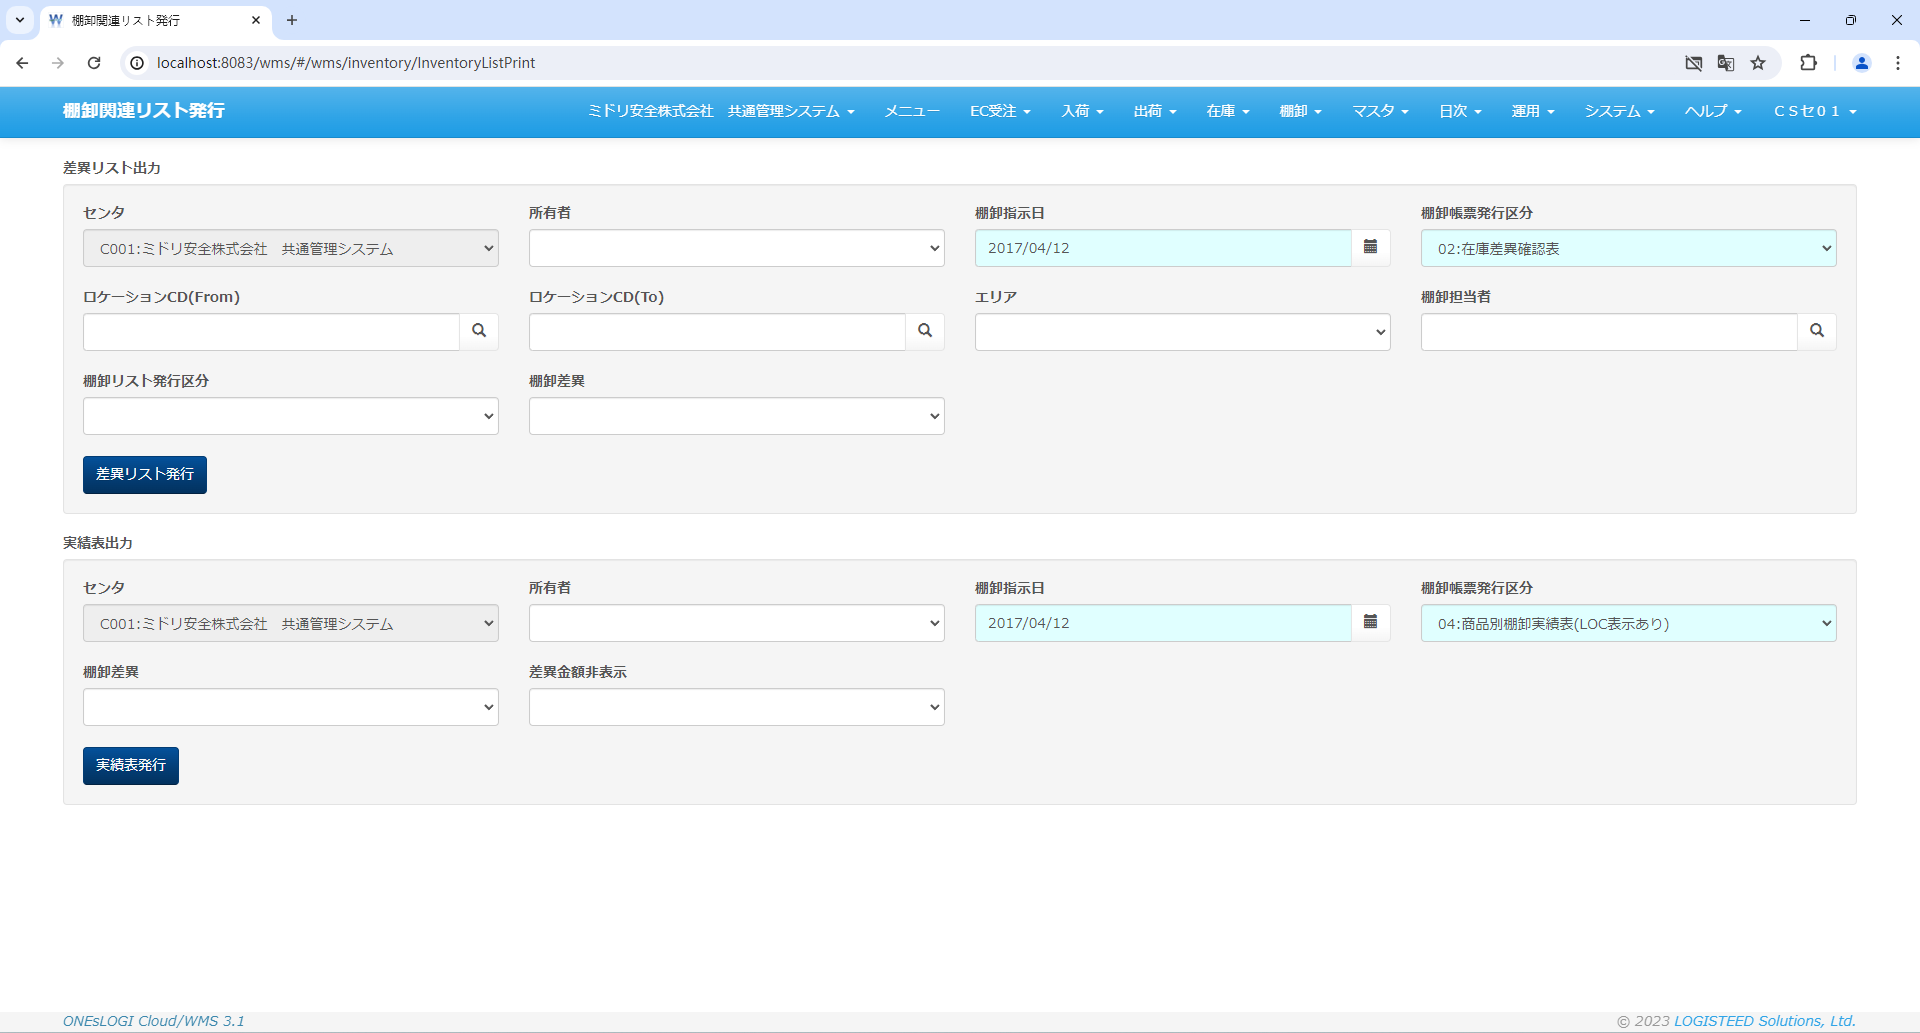 棚卸関連リスト発行
localhost:8083/wms/#/wms/inventory/InventoryListPrint
棚卸関連リスト発行 ミドリ安全株式会社　共通管理システム メニュー EC受注 入荷 出荷 在庫 棚卸 マスタ 日次 運用 システム ヘルプ ＣＳセ０１
差異リスト出力
センタ 所有者 棚卸指示日 棚卸帳票発行区分
C001:ミドリ安全株式会社　共通管理システム 2017/04/12 02:在庫差異確認表
ロケーションCD(From) ロケーションCD(To) エリア 棚卸担当者
棚卸リスト発行区分 棚卸差異
差異リスト発行
実績表出力
センタ 所有者 棚卸指示日 棚卸帳票発行区分
C001:ミドリ安全株式会社　共通管理システム 2017/04/12 04:商品別棚卸実績表(LOC表示あり)
棚卸差異 差異金額非表示
実績表発行
ONEsLOGI Cloud/WMS 3.1 © 2023 LOGISTEED Solutions, Ltd.